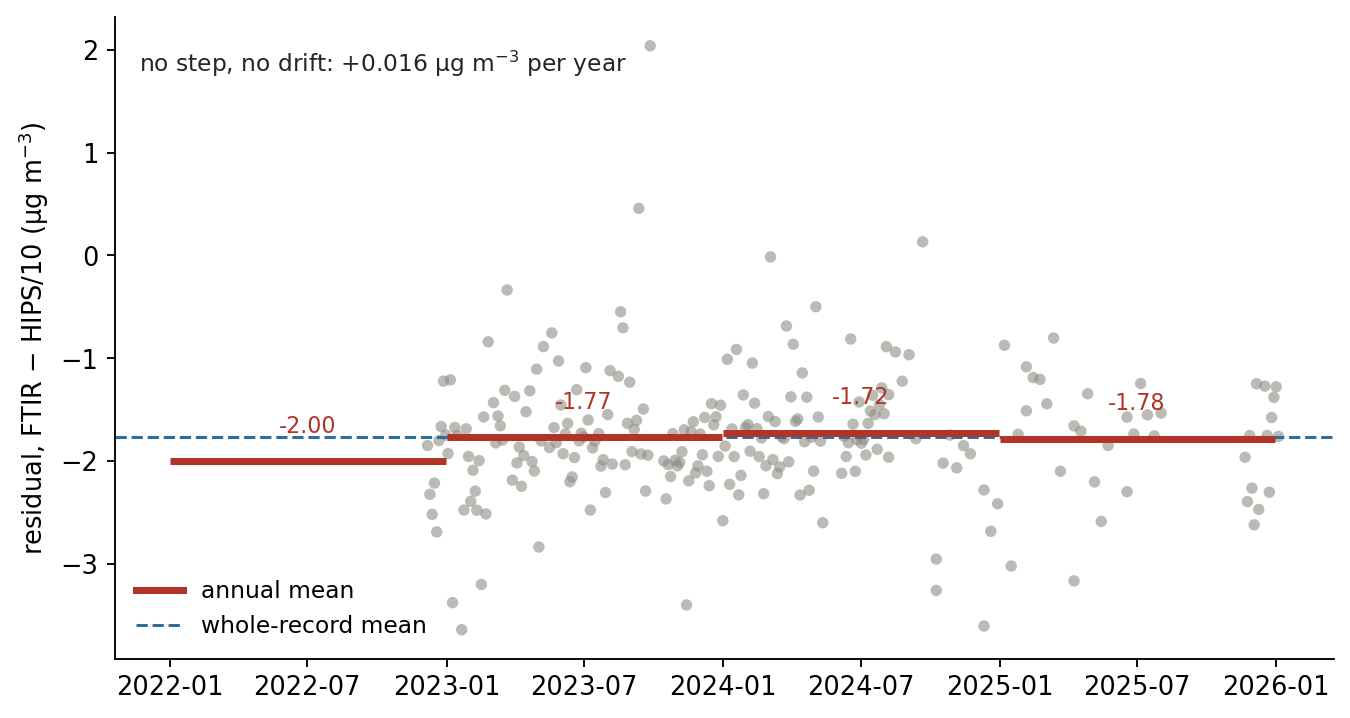 no step, no drift: +0.016 µg m⁻³ per year
residual, FTIR − HIPS/10 (µg m⁻³)
2
1
0
−1
−2
−3
-2.00
-1.77
-1.72
-1.78
annual mean
whole-record mean
2022-01 2022-07 2023-01 2023-07 2024-01 2024-07 2025-01 2025-07 2026-01